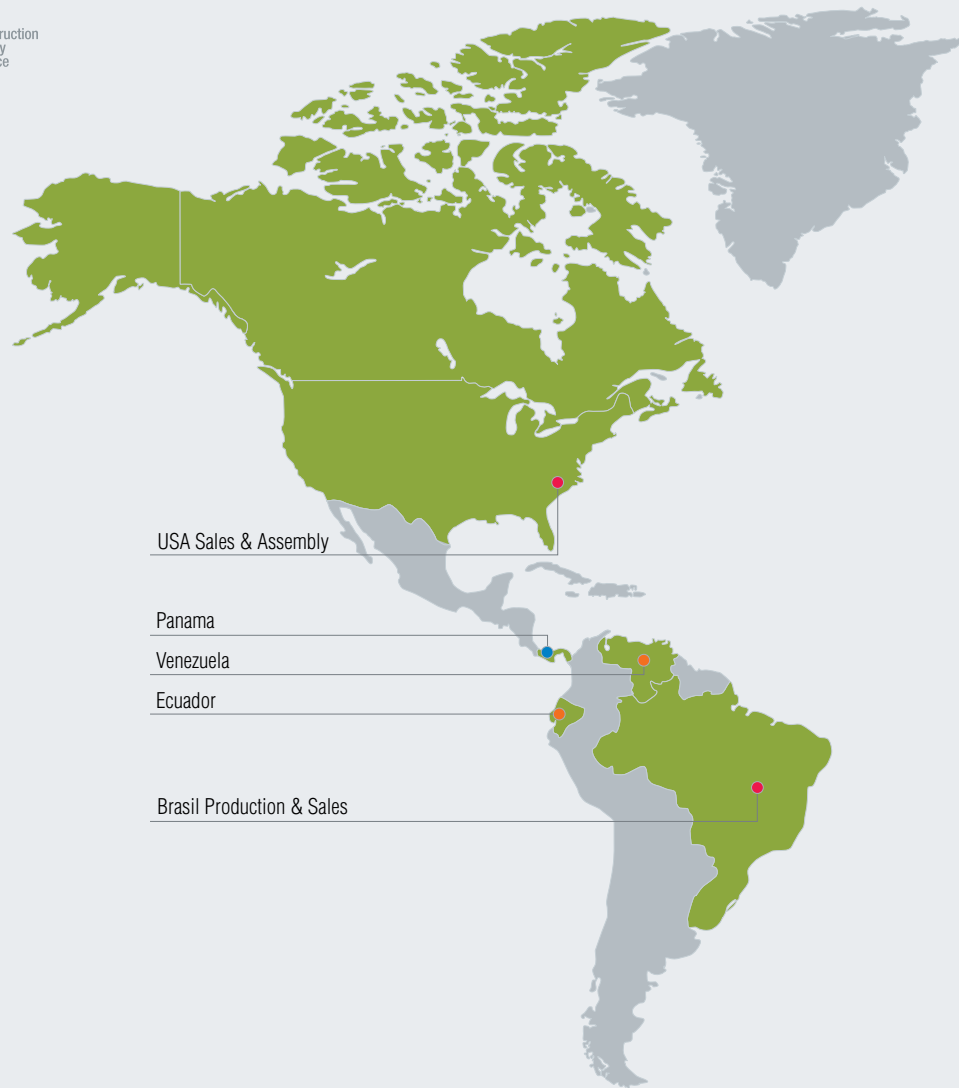 USA Sales & Assembly
Panama
Venezuela
Ecuador
Brasil Production & Sales